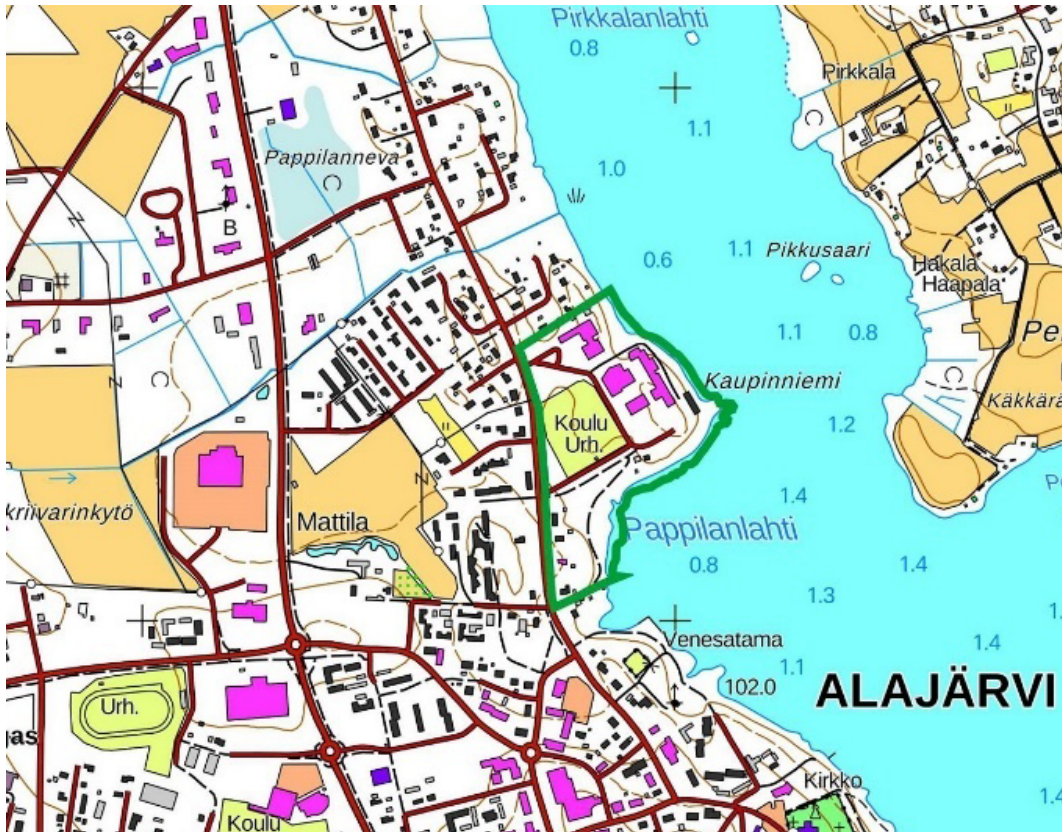 Pirkkalanlahti
0.8
Pirkkala
1.1
Pappilanneva
1.0
B
0.6
1.1
Pikkusaari
Hakala
Haapala
1.1
0.8
Kaupinniemi
Käkkärä
Koulu
Urh.
1.2
1.4
kriivarinkytö
Mattila
Pappilanlahti
0.8
1.4
1.3
Venesatama
1.4
1.1
102.0
ALAJÄRVI
Urh.
as
Kirkko
1.4
Koulu